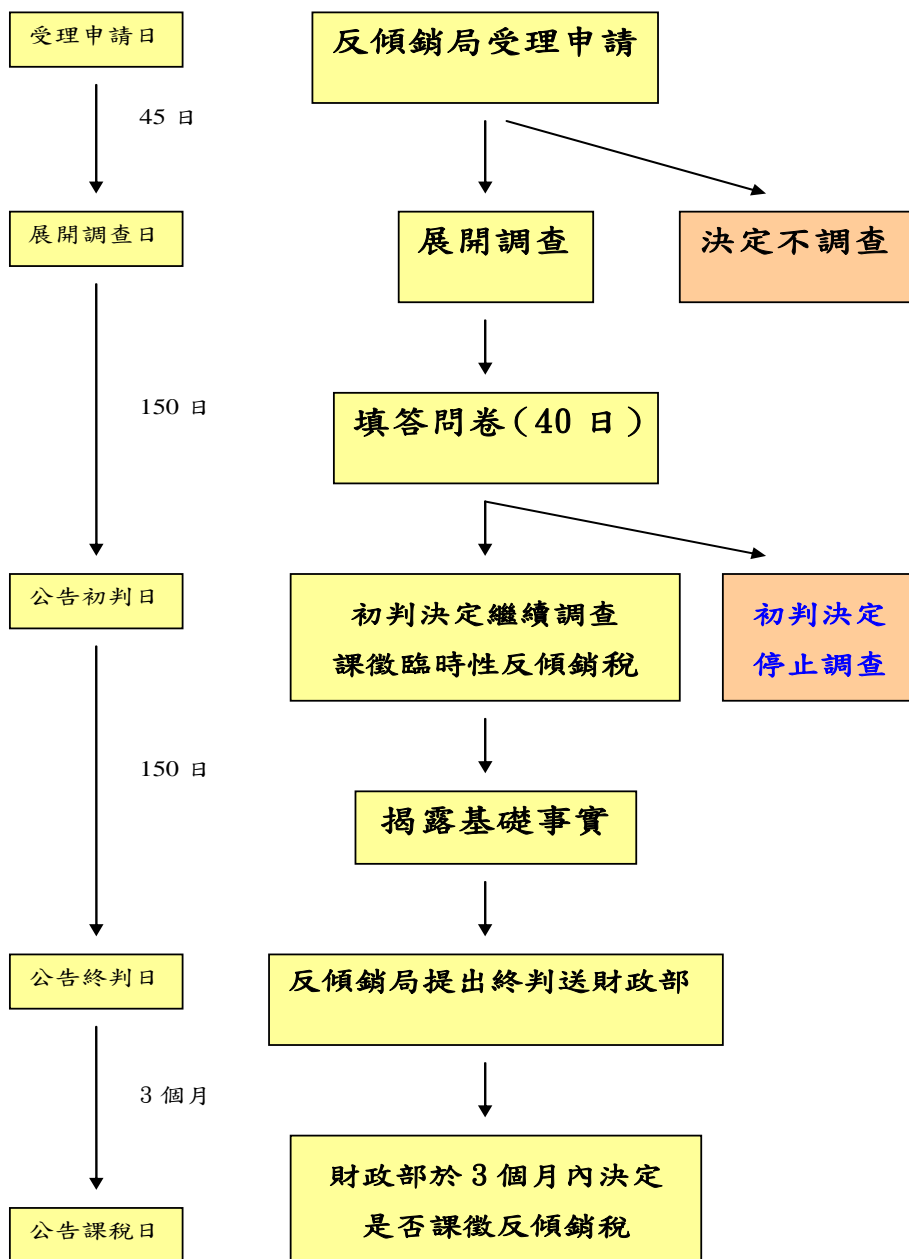 受理申請日
反傾銷局受理申請
45 日
展開調查日
展開調查
決定不調查
150 日
填答問卷(40 日)
公告初判日
初判決定繼續調查
課徵臨時性反傾銷稅
初判決定
停止調查
150 日
揭露基礎事實
公告終判日
反傾銷局提出終判送財政部
3 個月
財政部於 3 個月內決定
是否課徵反傾銷稅
公告課稅日